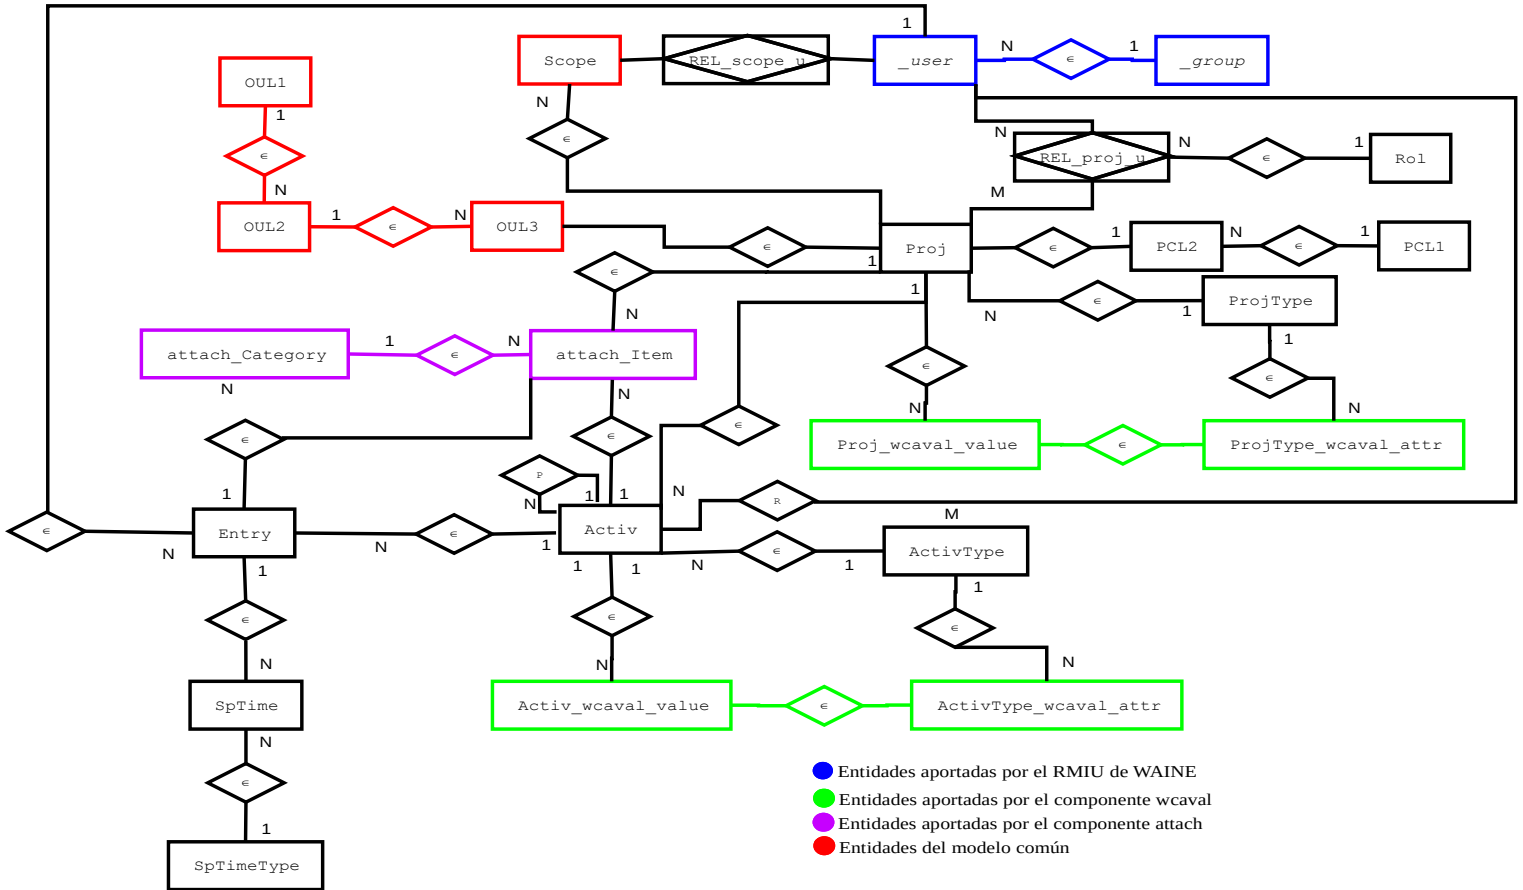 1
Scope
REL_scope_u
_user
N
∈
1
_group
OUL1
1
N
∈
N
REL_proj_u
N
∈
1
Rol
∈
M
N
OUL2
1
∈
N
OUL3
∈
Proj
∈
1
PCL2
N
∈
1
PCL1
1
∈
1
N
∈
1
ProjType
N
1
attach_Category
1
∈
N
attach_Item
∈
∈
N
N
N
N
∈
∈
∈
Proj_wcaval_value
∈
ProjType_wcaval_attr
P
N
1
1
N
1
N
R
M
∈
N
Entry
N
∈
1
Activ
N
∈
1
ActivType
1
1
1
1
∈
∈
∈
N
N
N
SpTime
Activ_wcaval_value
∈
ActivType_wcaval_attr
N
∈
1
SpTimeType
Entidades aportadas por el RMIU de WAINE
Entidades aportadas por el componente wcaval
Entidades aportadas por el componente attach
Entidades del modelo común